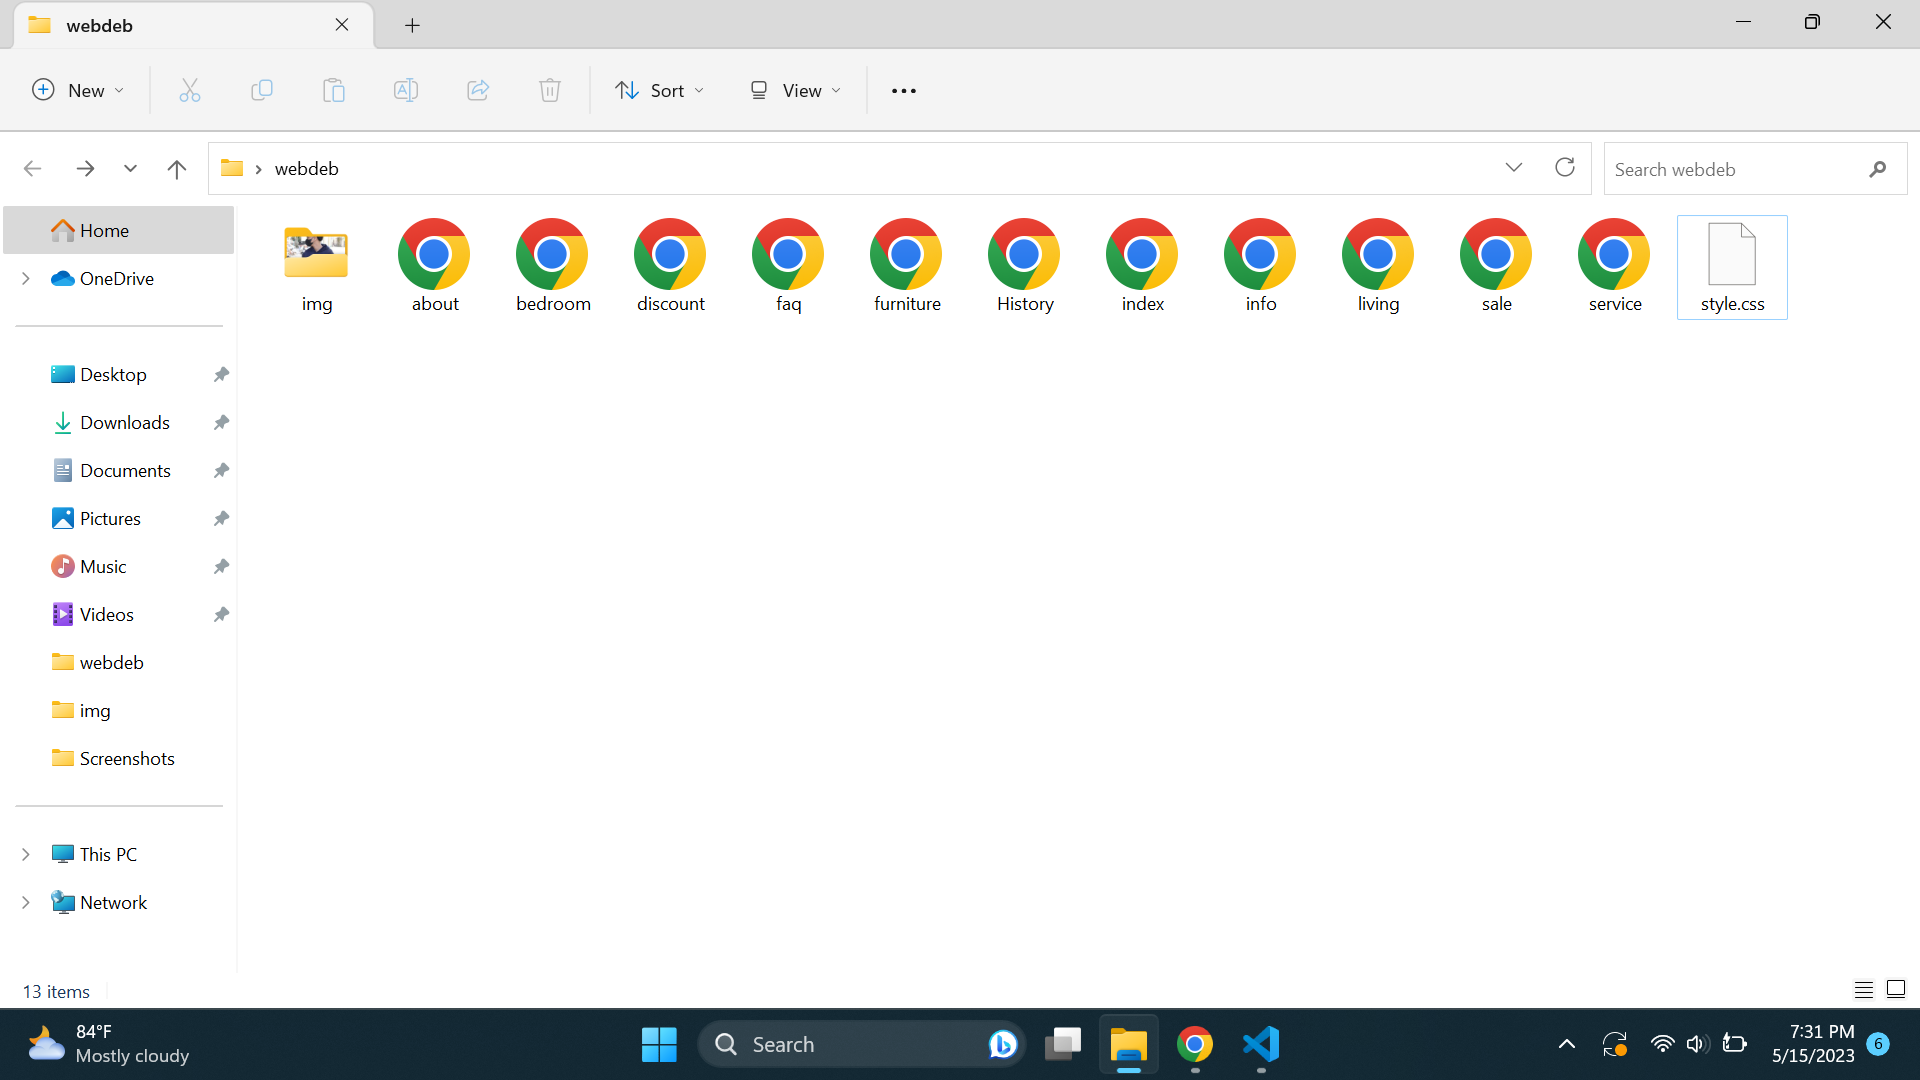 webdeb
New
Sort
View
webdeb
Search webdeb
Home
OneDrive
Desktop
Downloads
Documents
Pictures
Music
Videos
webdeb
img
Screenshots
This PC
Network
img about bedroom discount faq furniture History index info living sale service style.css
13 items
84°F
Mostly cloudy
Search
7:31 PM
5/15/2023
6